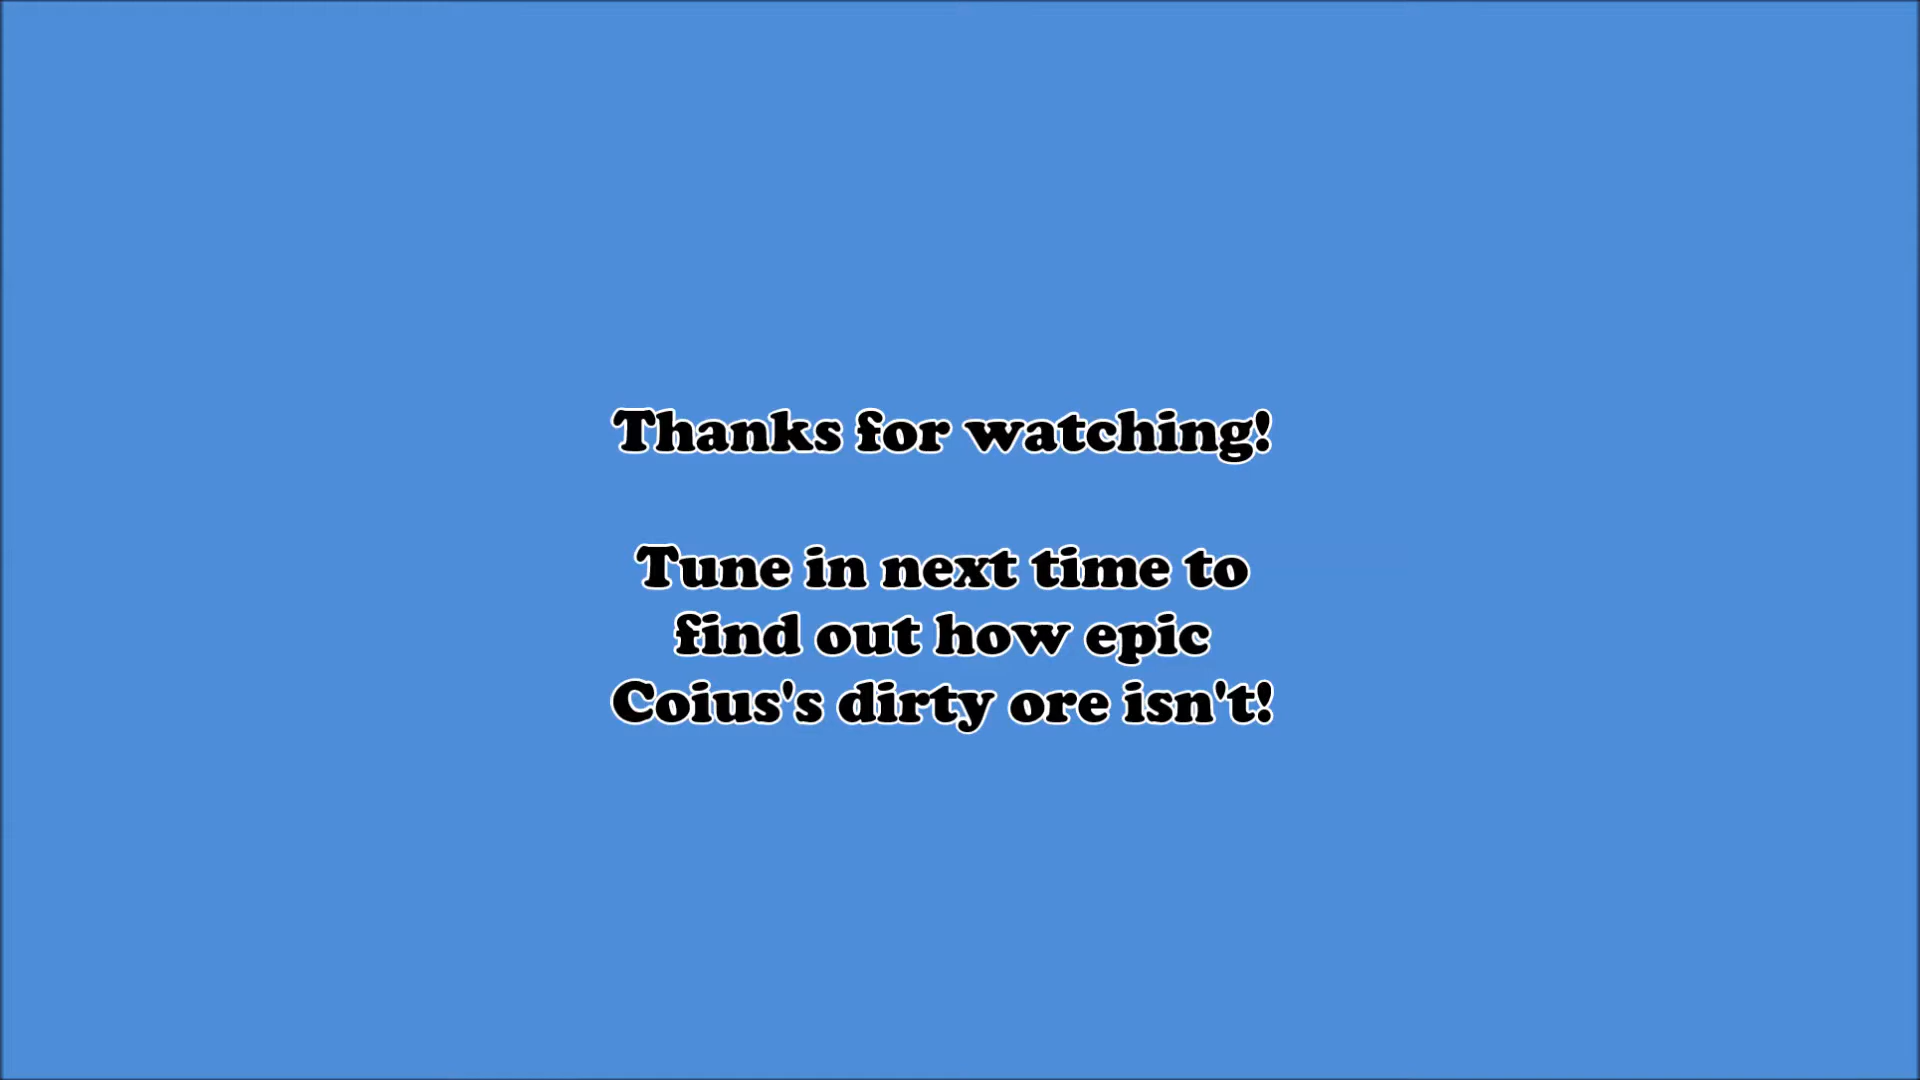 Thanks for watching!
Tune in next time to
find out how epic
Coius's dirty ore isn't!